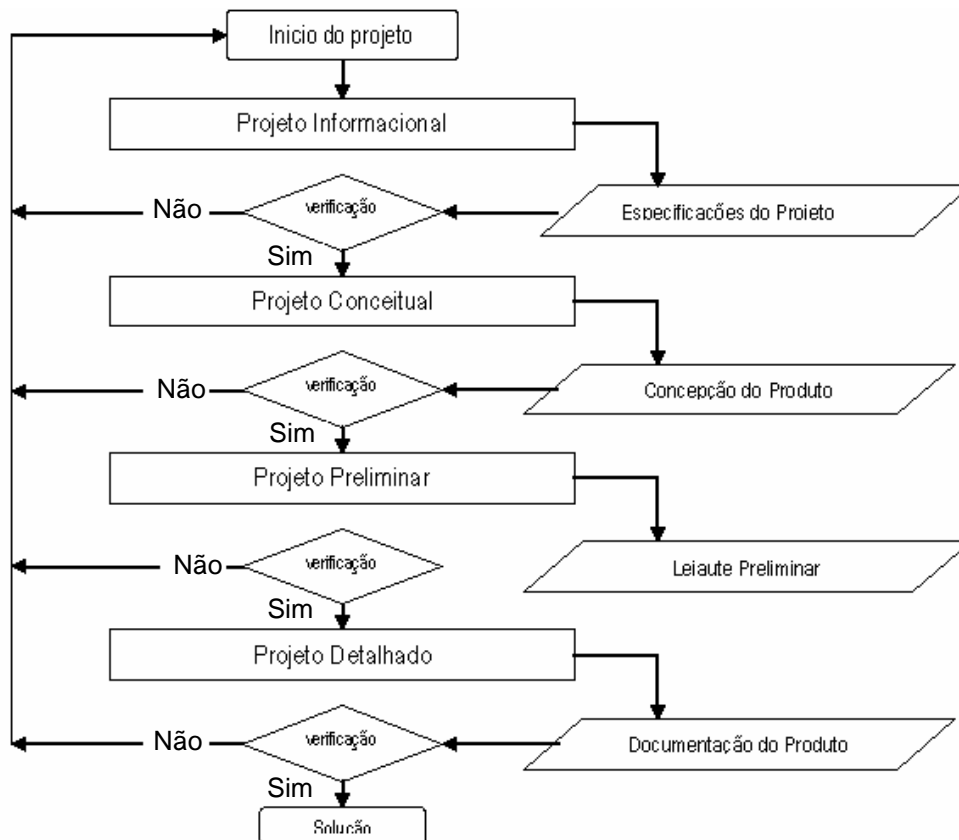 Inicio do projeto
Projeto Informacional
Não
verificação
Especificações do Projeto
Sim
Projeto Conceitual
Não
verificação
Concepção do Produto
Sim
Projeto Preliminar
Não
verificação
Leiaute Preliminar
Sim
Projeto Detalhado
Não
verificação
Documentação do Produto
Sim
Solução